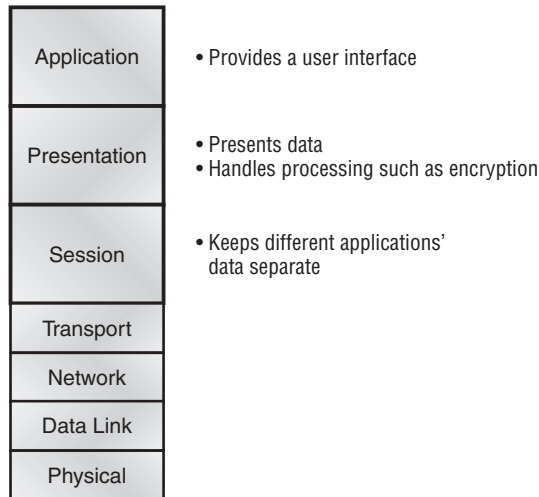 Application
• Provides a user interface
Presentation
• Presents data
• Handles processing such as encryption
Session
• Keeps different applications’
data separate
Transport
Network
Data Link
Physical